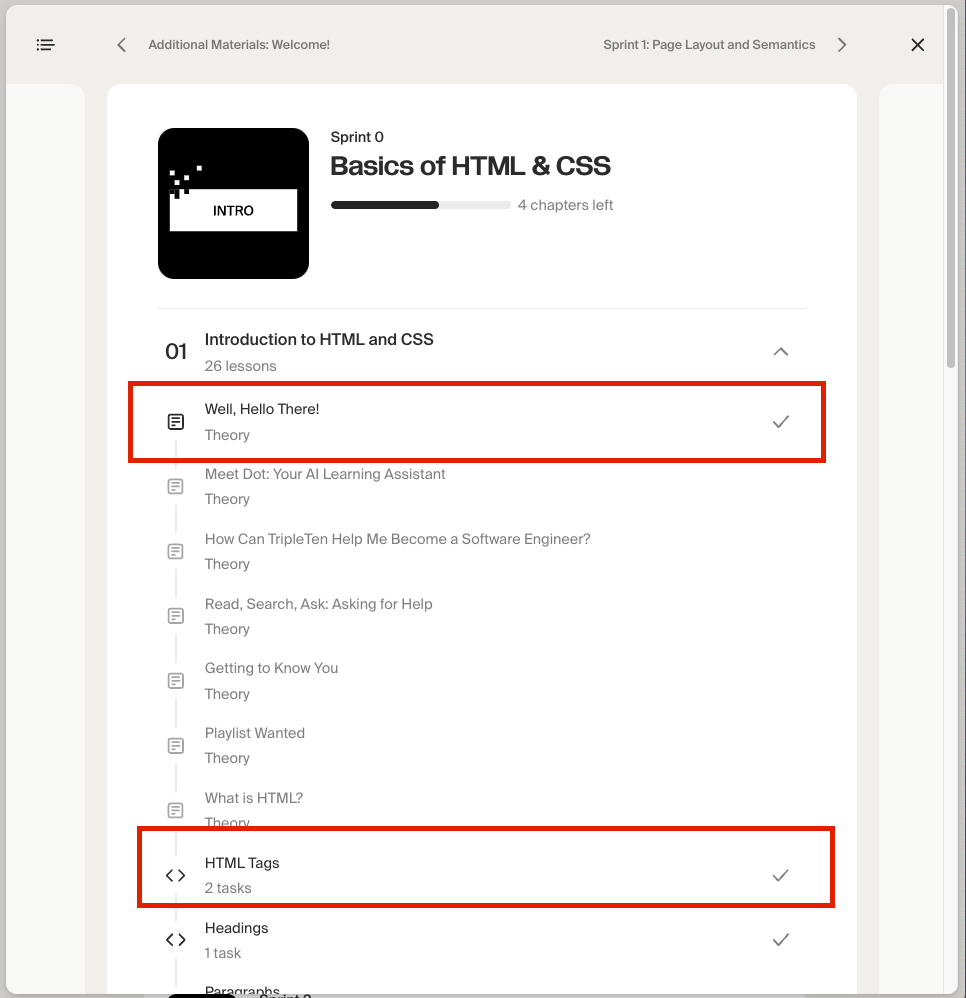 Additional Materials: Welcome!
Sprint 1: Page Layout and Semantics
INTRO
Sprint 0
Basics of HTML & CSS
4 chapters left
01
Introduction to HTML and CSS
26 lessons
Well, Hello There!
Theory
Meet Dot: Your AI Learning Assistant
Theory
How Can TripleTen Help Me Become a Software Engineer?
Theory
Read, Search, Ask: Asking for Help
Theory
Getting to Know You
Theory
Playlist Wanted
Theory
What is HTML?
Theory
HTML Tags
2 tasks
Headings
1 task
Paragraphs
Sprint 2